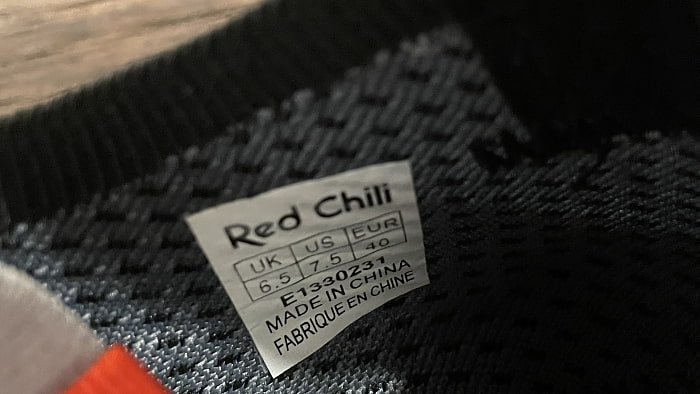 Red Chili
UK US EUR
6.5 7.5 40
E1330231
MADE IN CHINA
FABRIQUE EN CHINE